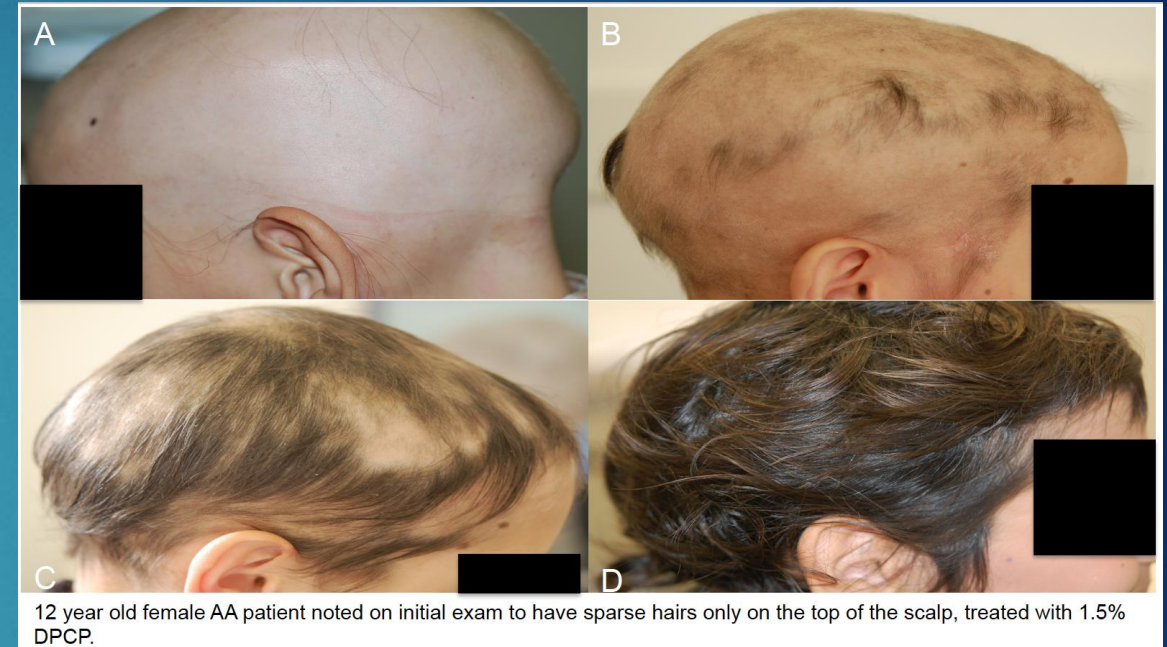 A
B
C
D
12 year old female AA patient noted on initial exam to have sparse hairs only on the top of the scalp, treated with 1.5%
DPCP.